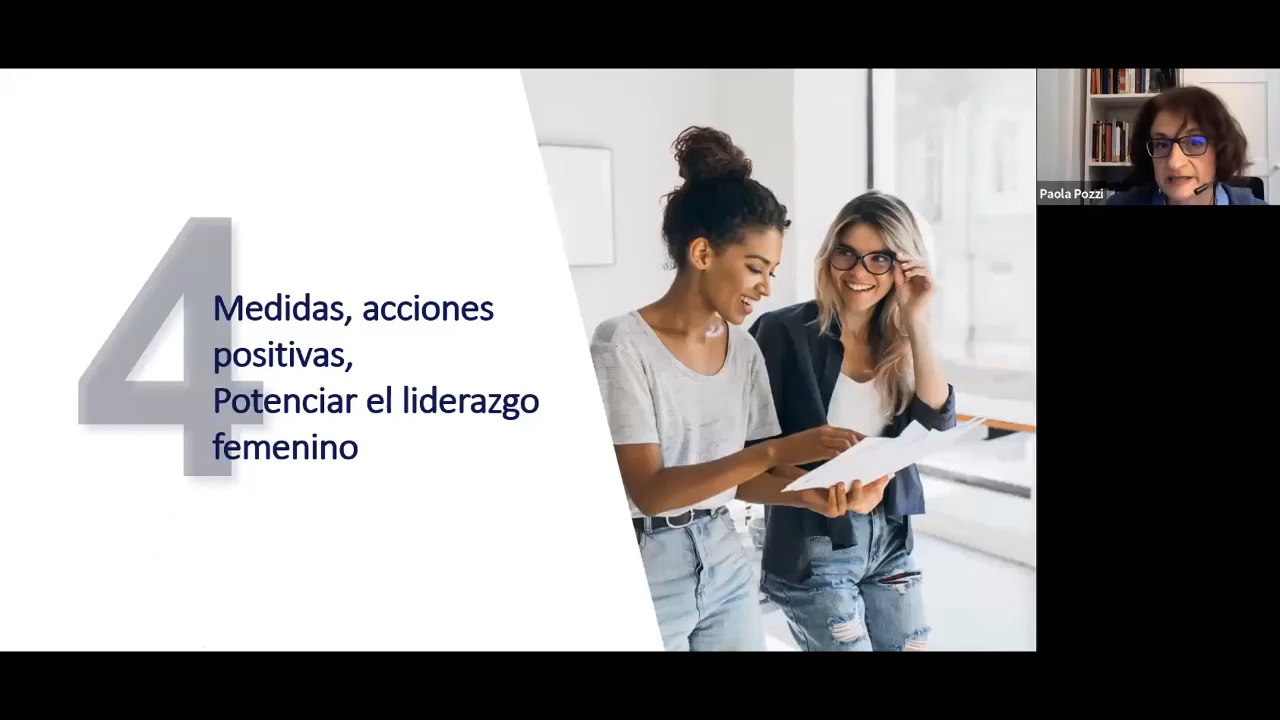 4
Medidas, acciones
positivas,
Potenciar el liderazgo
femenino
Paola Pozzi